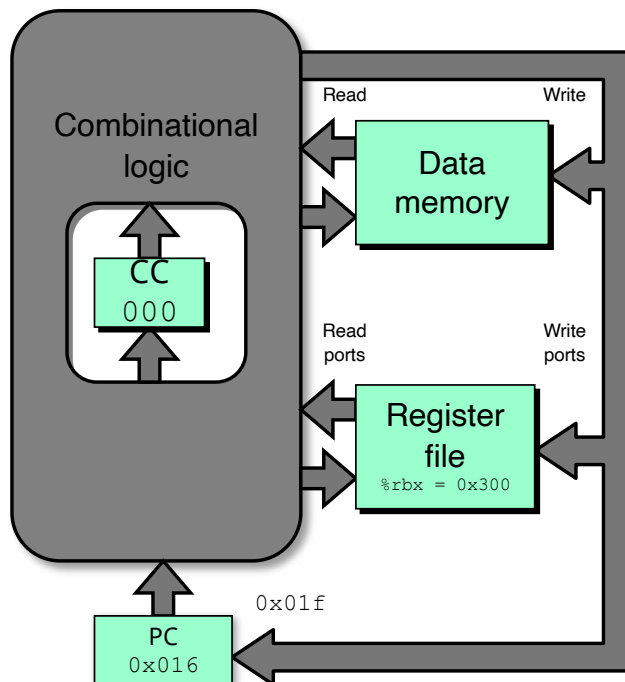 Combinational
logic
CC
000
Read
Write
Data
memory
Read
ports
Write
ports
Register
file
%rbx = 0x300
0x01f
PC
0x016